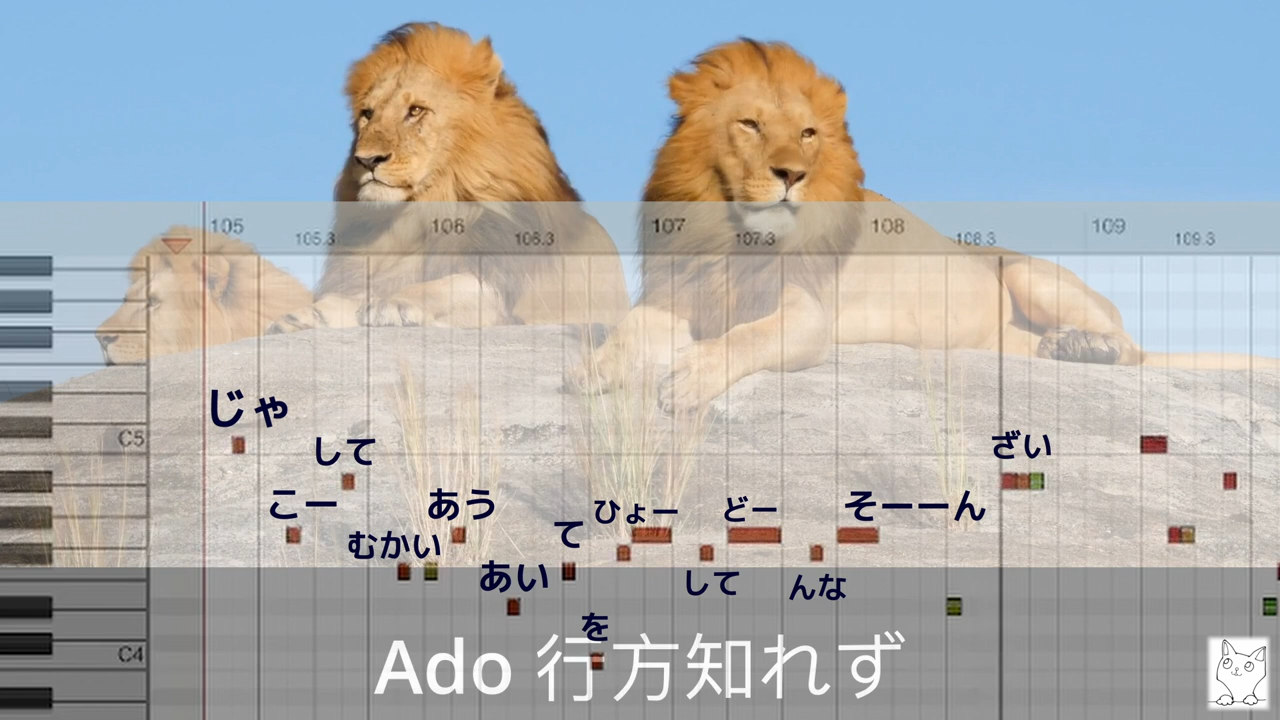 105 106 107 108 109
105.3 106.3 107.3 108.3 109.3
じゃ
C5
して
ざい
こー
あう
ひょー
どー
そーーん
むかい
て
あい
して
んな
を
C4
Ado 行方知れず